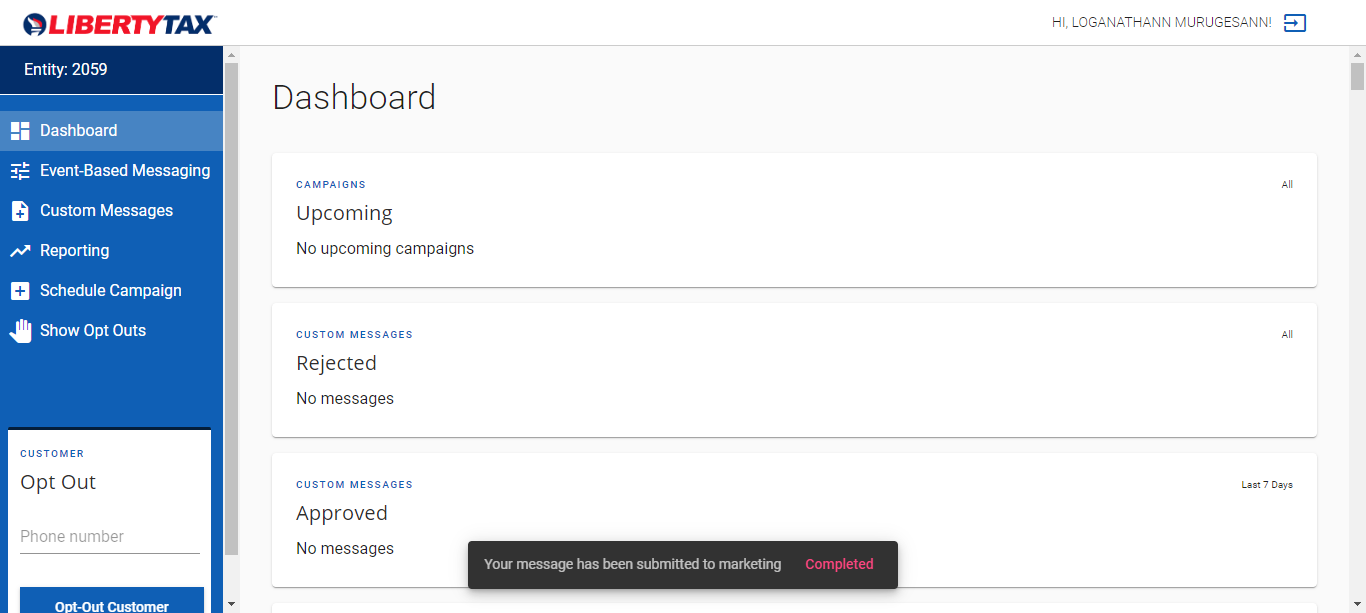 LIBERTYTAX
HI, LOGANATHANN MURUGESANN!
Entity: 2059
Dashboard
Event-Based Messaging
Custom Messages
Reporting
Schedule Campaign
Show Opt Outs
CUSTOMER
Opt Out
Phone number
Opt-Out Customer
Dashboard
CAMPAIGNS All
Upcoming
No upcoming campaigns
CUSTOM MESSAGES All
Rejected
No messages
CUSTOM MESSAGES Last 7 Days
Approved
No messages
Your message has been submitted to marketing Completed